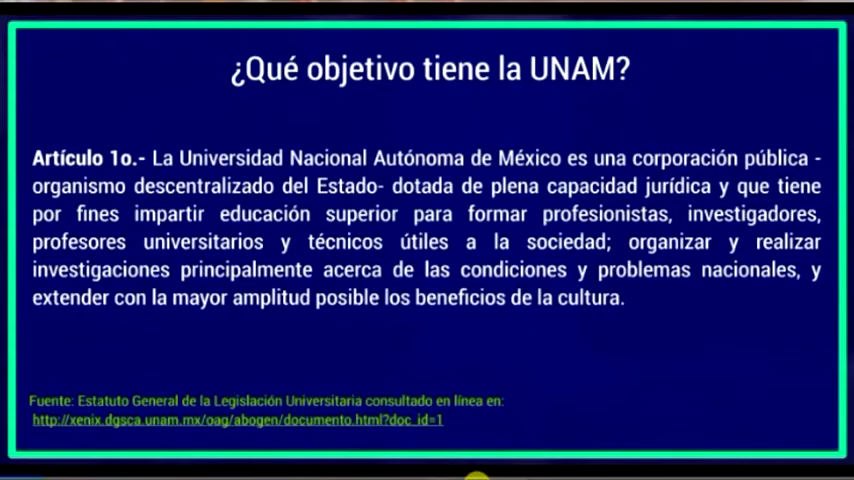 ¿Qué objetivo tiene la UNAM?
Artículo 1o.- La Universidad Nacional Autónoma de México es una corporación pública -
organismo descentralizado del Estado- dotada de plena capacidad jurídica y que tiene
por fines impartir educación superior para formar profesionistas, investigadores,
profesores universitarios y técnicos útiles a la sociedad; organizar y realizar
investigaciones principalmente acerca de las condiciones y problemas nacionales, y
extender con la mayor amplitud posible los beneficios de la cultura.
Fuente: Estatuto General de la Legislación Universitaria consultado en línea en:
http://xenix.dgsca.unam.mx/oag/abogen/documento.html?doc_id=1